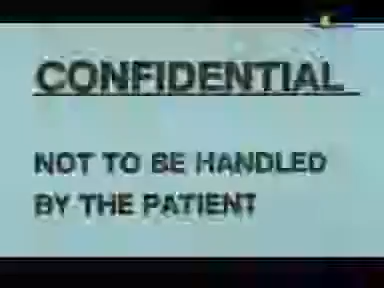 CONFIDENTIAL
NOT TO BE HANDLED
BY THE PATIENT